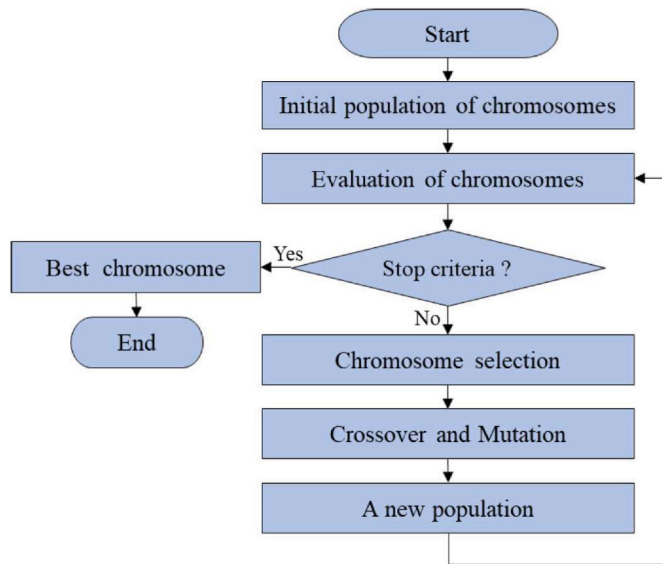 Start
Initial population of chromosomes
Evaluation of chromosomes
Stop criteria ?
Yes
Best chromosome
End
No
Chromosome selection
Crossover and Mutation
A new population